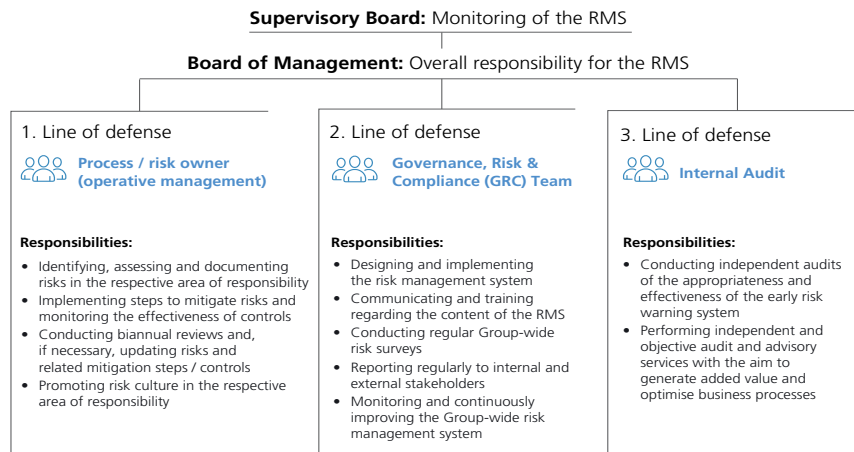 Supervisory Board: Monitoring of the RMS
Board of Management: Overall responsibility for the RMS
1. Line of defense
Process / risk owner
(operative management)
Responsibilities:
• Identifying, assessing and documenting
risks in the respective area of responsibility
• Implementing steps to mitigate risks and
monitoring the effectiveness of controls
• Conducting biannual reviews and,
if necessary, updating risks and
related mitigation steps / controls
• Promoting risk culture in the respective
area of responsibility
2. Line of defense
Governance, Risk &
Compliance (GRC) Team
Responsibilities:
• Designing and implementing
the risk management system
• Communicating and training
regarding the content of the RMS
• Conducting regular Group-wide
risk surveys
• Reporting regularly to internal and
external stakeholders
• Monitoring and continuously
improving the Group-wide risk
management system
3. Line of defense
Internal Audit
Responsibilities:
• Conducting independent audits
of the appropriateness and
effectiveness of the early risk
warning system
• Performing independent and
objective audit and advisory
services with the aim to
generate added value and
optimise business processes